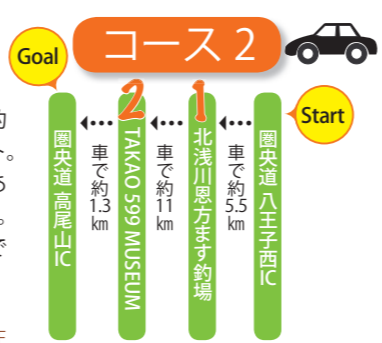 コース 2
Start
圏央道 八王子西IC
車で約5.5km
1
北浅川恩方ます釣場
車で約11km
2
TAKAO 599 MUSEUM
車で約1.3km
圏央道 高尾山IC
Goal